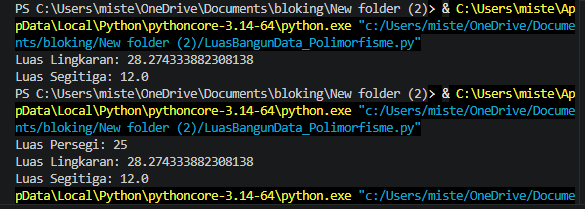 PS C:\Users\miste\OneDrive\Documents\bloking\New folder (2)> & C:\Users\miste\Ap
pData\Local\Python\pythoncore-3.14-64\python.exe "c:/Users/miste/OneDrive/Docume
nts/bloking/New folder (2)/LuasBangunData_Polimorfisme.py"
Luas Lingkaran: 28.274333882308138
Luas Segitiga: 12.0
PS C:\Users\miste\OneDrive\Documents\bloking\New folder (2)> & C:\Users\miste\Ap
pData\Local\Python\pythoncore-3.14-64\python.exe "c:/Users/miste/OneDrive/Docume
nts/bloking/New folder (2)/LuasBangunData_Polimorfisme.py"
Luas Persegi: 25
Luas Lingkaran: 28.274333882308138
Luas Segitiga: 12.0
pData\Local\Python\pythoncore-3.14-64\python.exe "c:/Users/miste/OneDrive/Docume